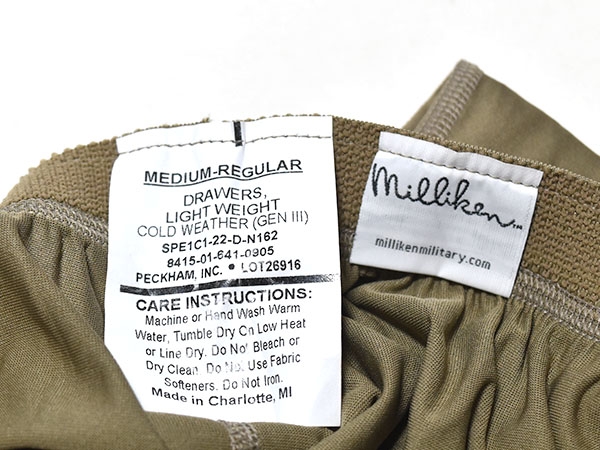 MEDIUM-REGULAR
DRAWERS,
LIGHT WEIGHT
COLD WEATHER (GEN III)
SPE1C1-22-D-N162
8415-01-641-0905
PECKHAM, INC. • LOT26916
CARE INSTRUCTIONS:
Machine or Hand Wash Warm
Water, Tumble Dry On Low Heat
or Line Dry. Do Not Bleach or
Dry Clean. Do Not Use Fabric
Softeners. Do Not Iron.
Made in Charlotte, MI
Milliken™
millikenmilitary.com